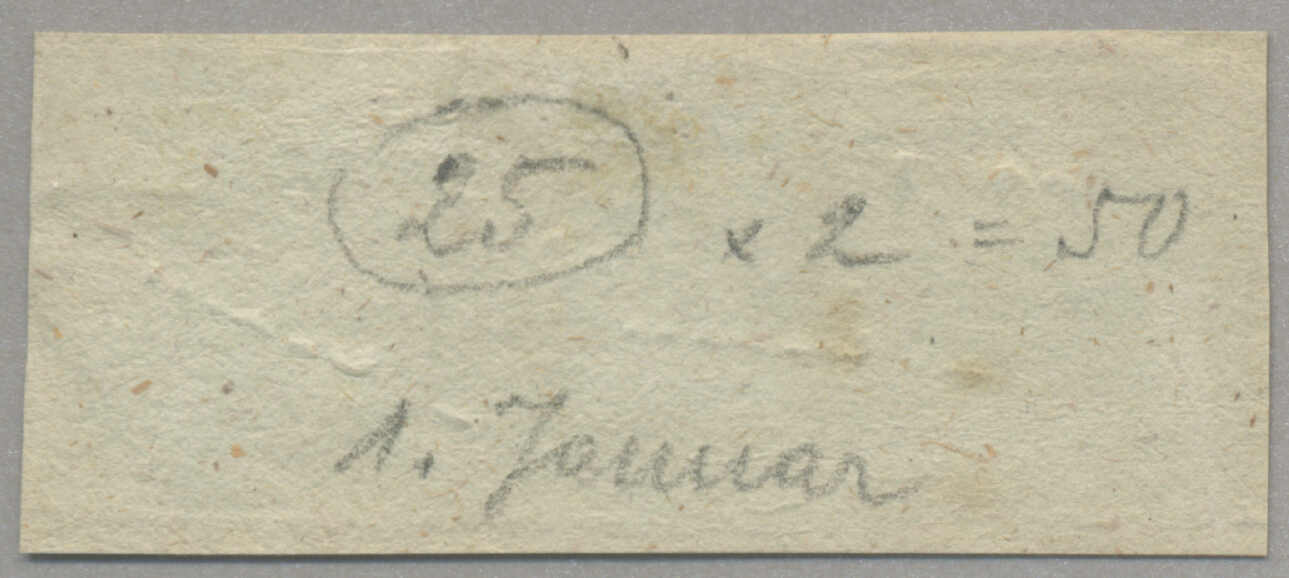 25 x 2 = 50
1. Januar